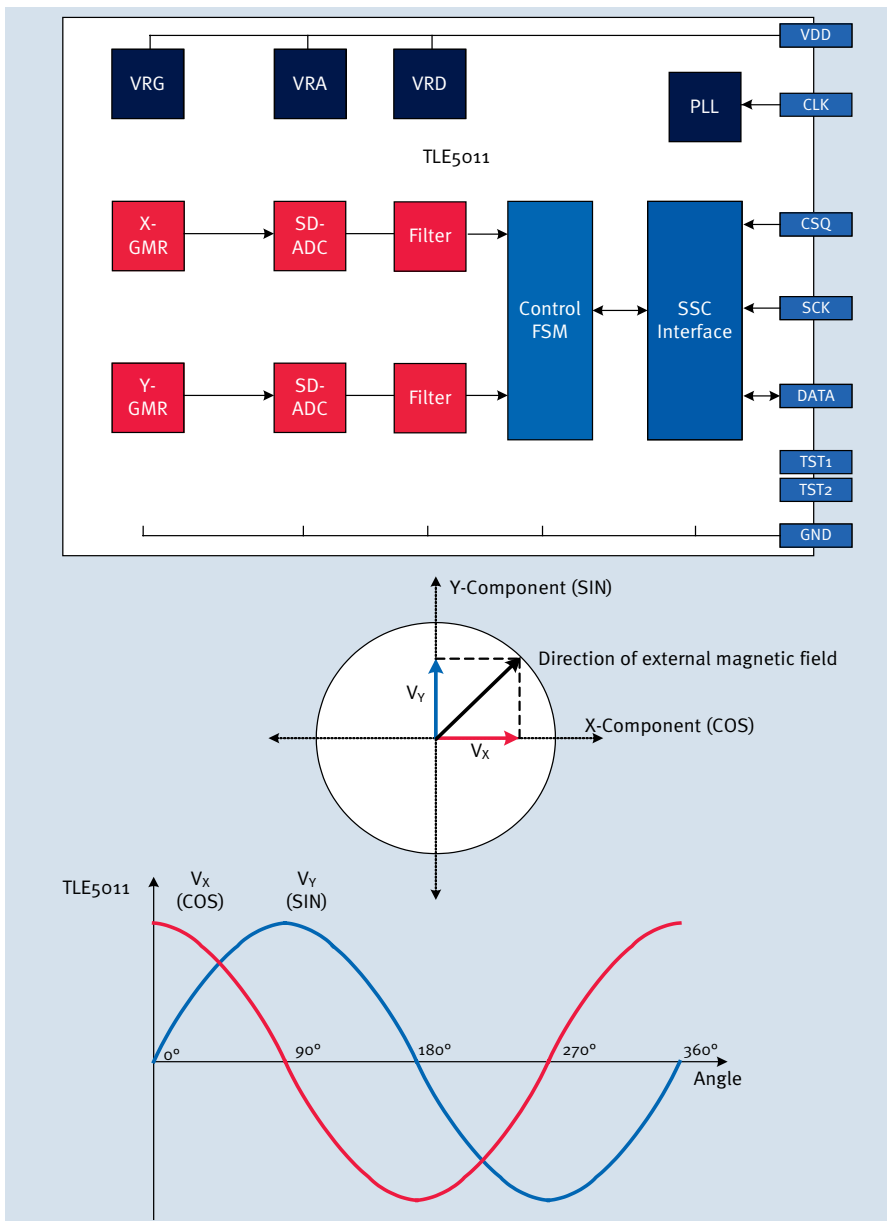 VDD
VRG
VRA
VRD
PLL
CLK
TLE5011
X-
GMR
SD-
ADC
Filter
CSQ
Control
FSM
SSC
Interface
SCK
Y-
GMR
SD-
ADC
Filter
DATA
TST1
TST2
GND
Y-Component (SIN)
Direction of external magnetic field
VY
X-Component (COS)
VX
TLE5011
VX
(COS)
VY
(SIN)
0°
90°
180°
270°
360°
Angle